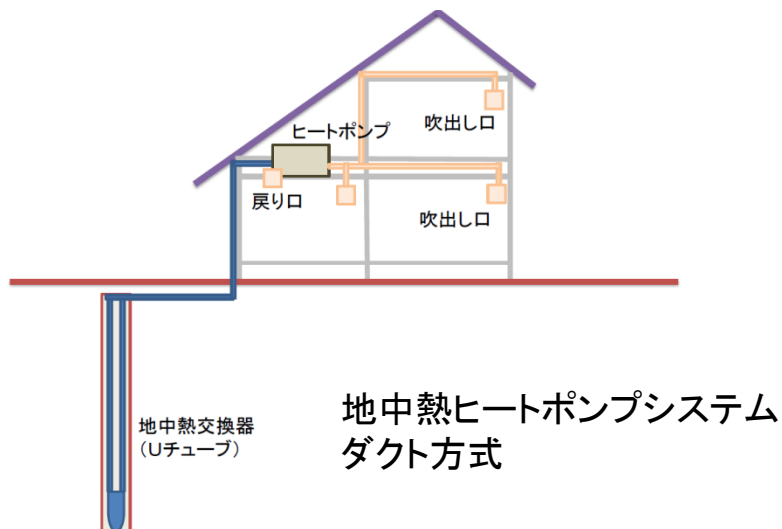 ヒートポンプ
吹出し口
戻り口
吹出し口
地中熱交換器
（Uチューブ）
地中熱ヒートポンプシステム
ダクト方式